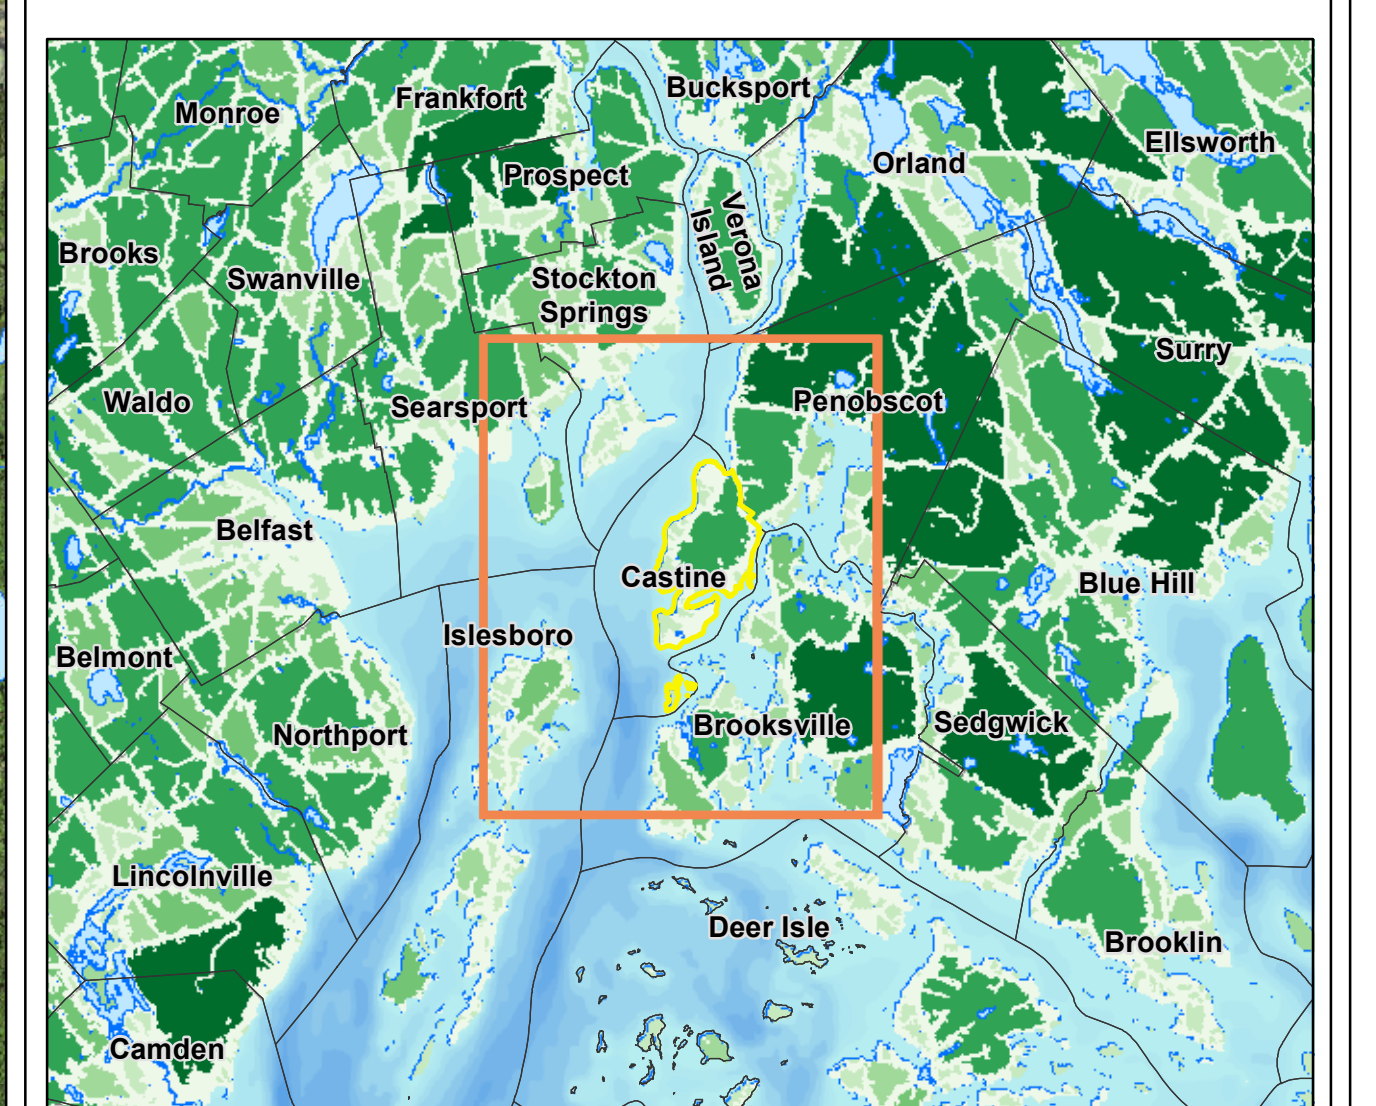 Bucksport
Frankfort
Monroe
Ellsworth
Orland
Prospect
Verona
Island
Brooks
Swanville
Stockton
Springs
Surry
Waldo
Searsport
Penobscot
Belfast
Castine
Blue Hill
Islesboro
Belmont
Northport
Brooksville
Sedgwick
Lincolnville
Deer Isle
Brooklin
Camden